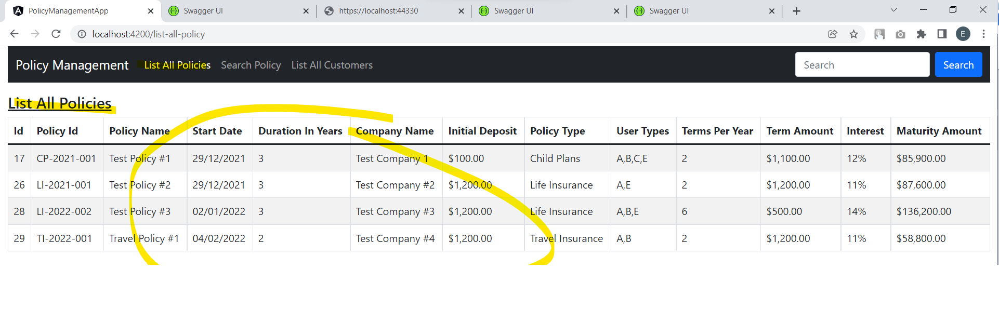 PolicyManagementApp Swagger UI https://localhost:44330 Swagger UI Swagger UI
localhost:4200/list-all-policy E
Policy Management List All Policies Search Policy List All Customers Search Search
List All Policies
Id Policy Id Policy Name Start Date Duration In Years Company Name Initial Deposit Policy Type User Types Terms Per Year Term Amount Interest Maturity Amount
17 CP-2021-001 Test Policy #1 29/12/2021 3 Test Company 1 $100.00 Child Plans A,B,C,E 2 $1,100.00 12% $85,900.00
26 LI-2021-001 Test Policy #2 29/12/2021 3 Test Company #2 $1,200.00 Life Insurance A,E 2 $1,200.00 11% $87,600.00
28 LI-2022-002 Test Policy #3 02/01/2022 3 Test Company #3 $1,200.00 Life Insurance A,B,E 6 $500.00 14% $136,200.00
29 TI-2022-001 Travel Policy #1 04/02/2022 2 Test Company #4 $1,200.00 Travel Insurance A,B 2 $1,200.00 11% $58,800.00